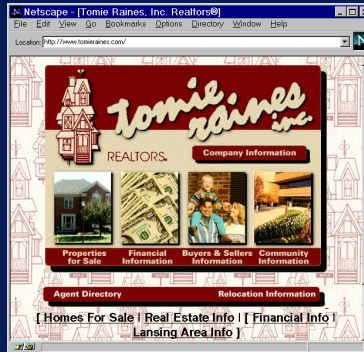 Netscape - [Tomie Raines, Inc. Realtors®]
File Edit View Go Bookmarks Options Directory Window Help
Location: http://www.tomieraines.com/
N
tomie
raines
inc.
REALTORS®
Company Information
Properties for Sale
Financial Information
Buyers & Sellers Information
Community Information
Agent Directory Relocation Information
[ Homes For Sale | Real Estate Info | [ Financial Info |
Lansing Area Info ]